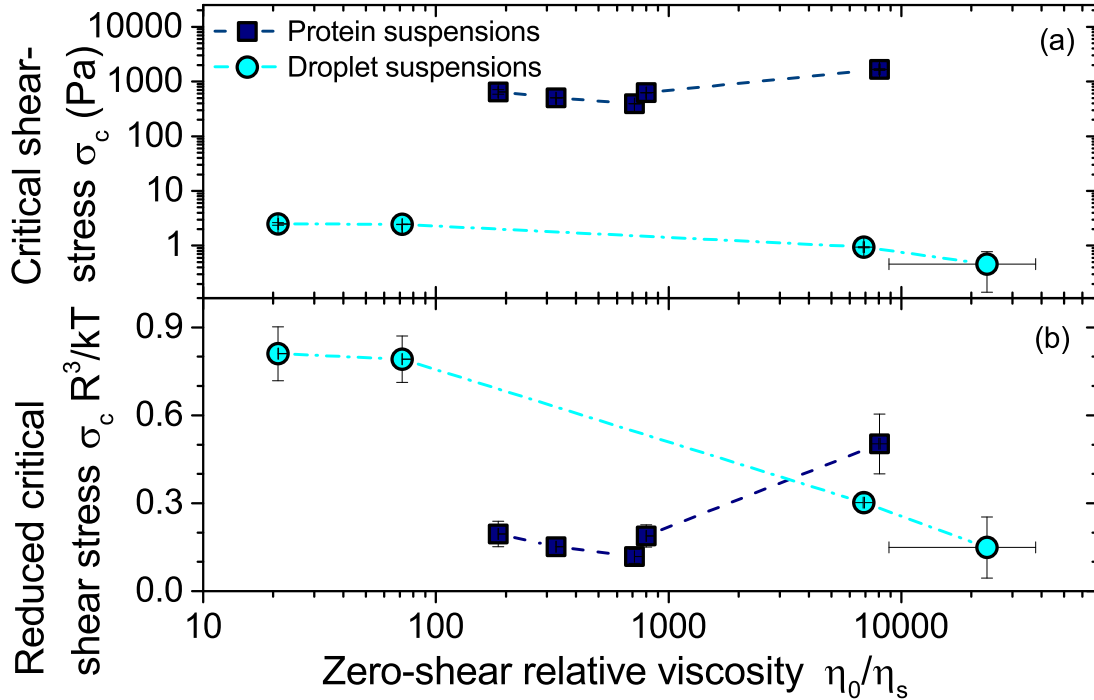 Critical shear-
stress σc (Pa)
10000
1000
100
10
1
Protein suspensions
Droplet suspensions
(a)
Reduced critical
shear stress σc R³/kT
0.9
0.6
0.3
0.0
(b)
10
100
1000
10000
Zero-shear relative viscosity η0/ηs